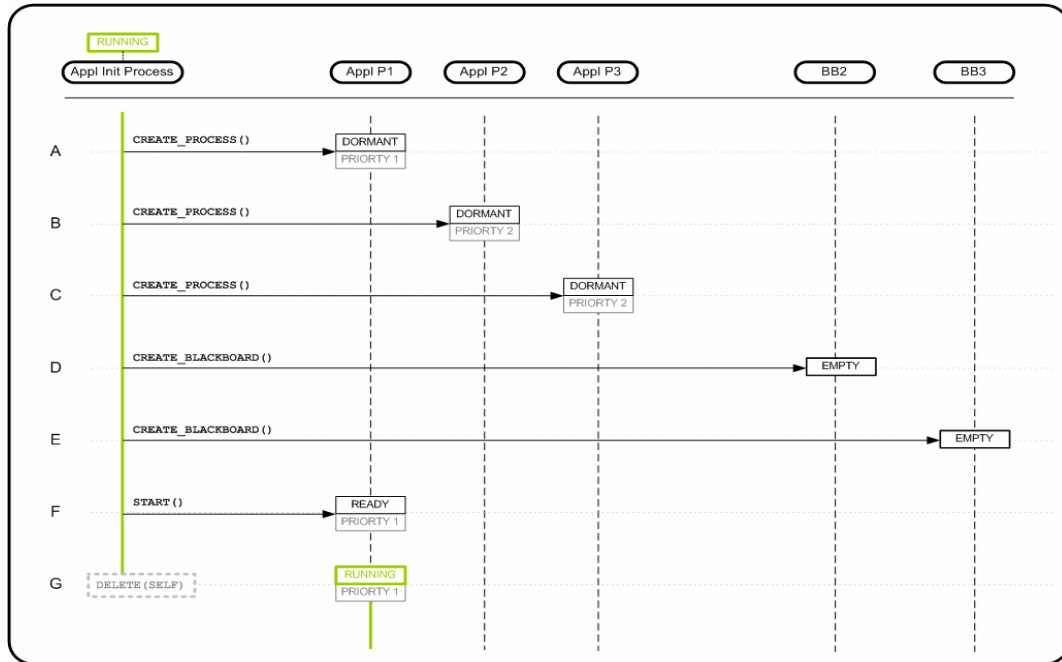 RUNNING
Appl Init Process
Appl P1
Appl P2
Appl P3
BB2
BB3
A
CREATE_PROCESS()
DORMANT
PRIORTY 1
B
CREATE_PROCESS()
DORMANT
PRIORTY 2
C
CREATE_PROCESS()
DORMANT
PRIORTY 2
D
CREATE_BLACKBOARD()
EMPTY
E
CREATE_BLACKBOARD()
EMPTY
F
START()
READY
PRIORTY 1
G
DELETE(SELF)
RUNNING
PRIORTY 1